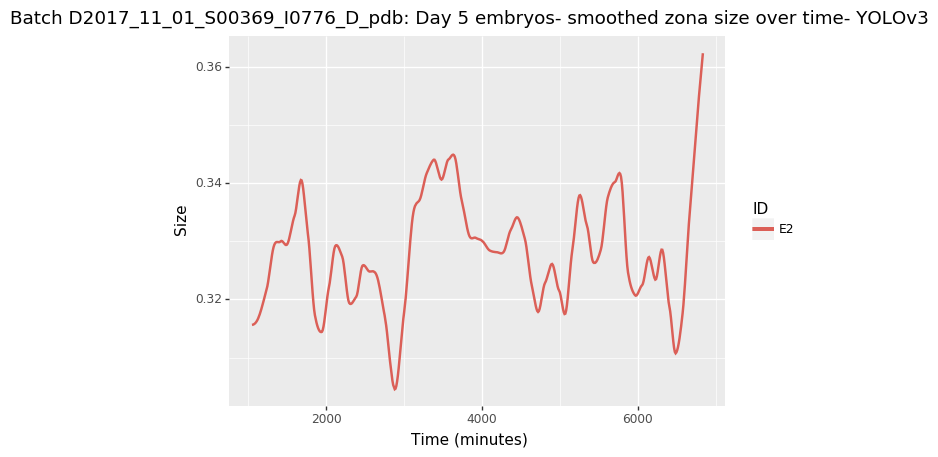 Batch D2017_11_01_S00369_I0776_D_pdb: Day 5 embryos- smoothed zona size over time- YOLOv3
0.36
0.34
0.32
Size
2000
4000
6000
Time (minutes)
ID
E2